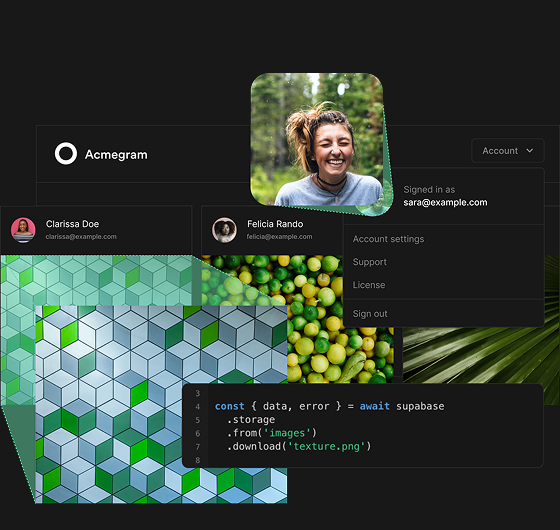 Acmegram
Account
Signed in as
sara@example.com
Clarissa Doe
clarissa@example.com
Felicia Rando
felicia@example.com
Account settings
Support
License
Sign out
3
4 const { data, error } = await supabase
5 .storage
6 .from('images')
7 .download('texture.png')
8